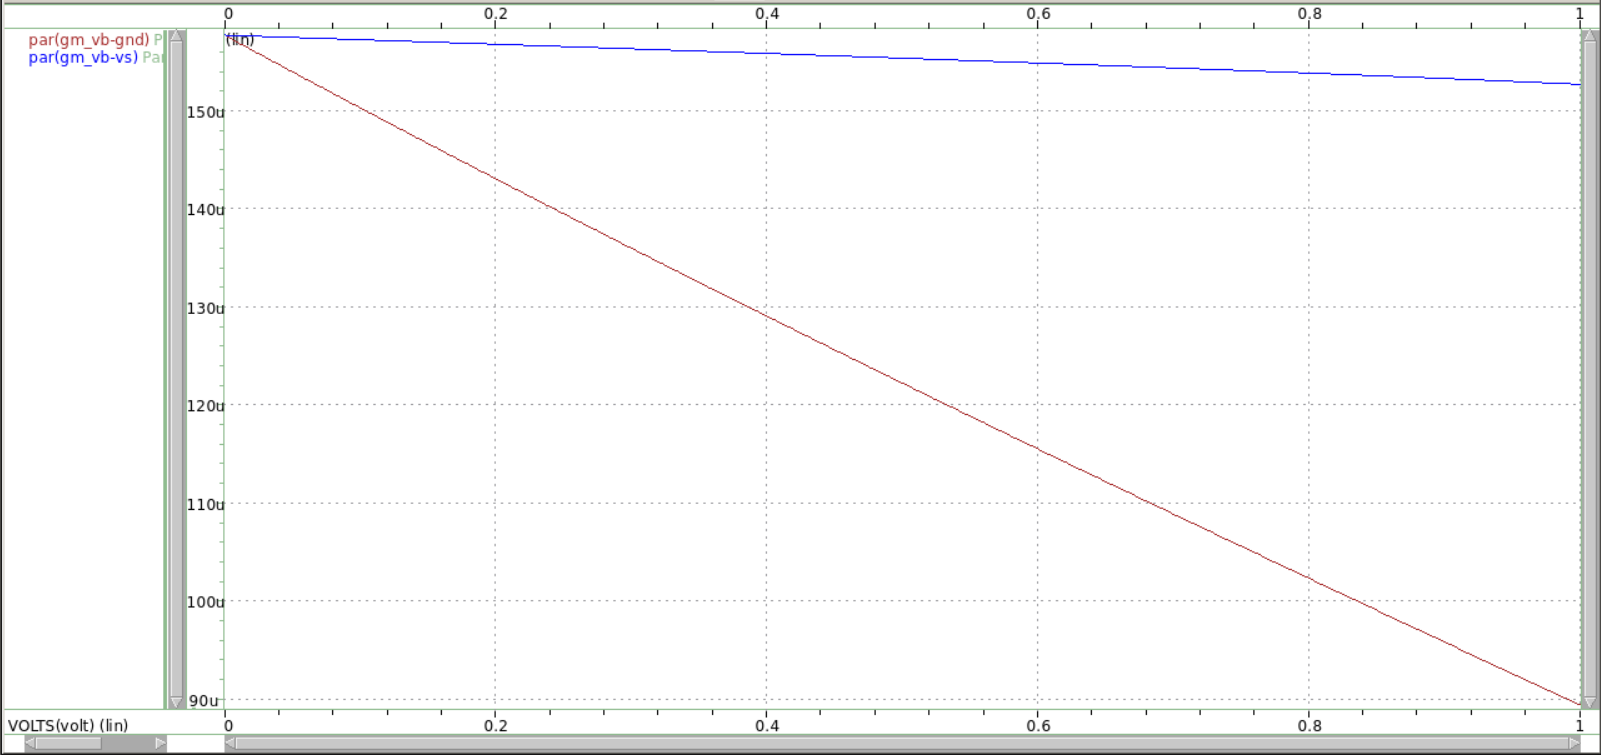 0 0.2 0.4 0.6 0.8 1
par(gm_vb-gnd) P
par(gm_vb-vs) Par
(lin)
150u
140u
130u
120u
110u
100u
90u
VOLTS(volt) (lin)
0 0.2 0.4 0.6 0.8 1